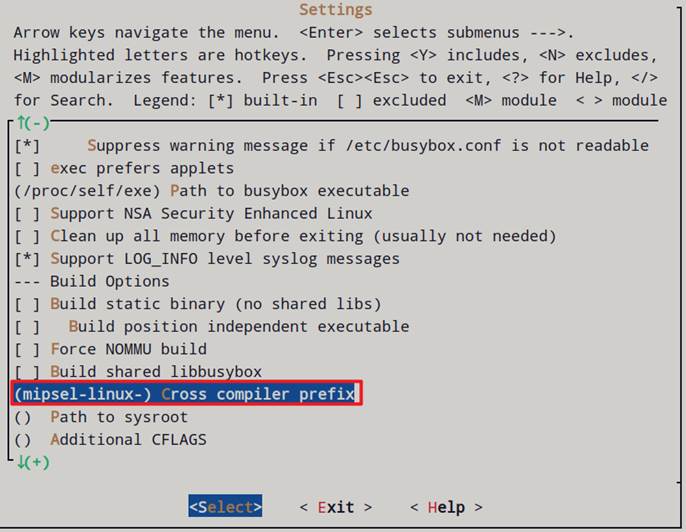 Settings
Arrow keys navigate the menu.  <Enter> selects submenus --->.
Highlighted letters are hotkeys.  Pressing <Y> includes, <N> excludes,
<M> modularizes features.  Press <Esc><Esc> to exit, <?> for Help, </>
for Search.  Legend: [*] built-in  [ ] excluded  <M> module  < > module
↑(-)
[*]     Suppress warning message if /etc/busybox.conf is not readable
[ ] exec prefers applets
(/proc/self/exe) Path to busybox executable
[ ] Support NSA Security Enhanced Linux
[ ] Clean up all memory before exiting (usually not needed)
[*] Support LOG_INFO level syslog messages
--- Build Options
[ ] Build static binary (no shared libs)
[ ]   Build position independent executable
[ ] Force NOMMU build
[ ] Build shared libbusybox
(mipsel-linux-) Cross compiler prefix
()  Path to sysroot
()  Additional CFLAGS
↓(+)
<Select>    < Exit >    < Help >